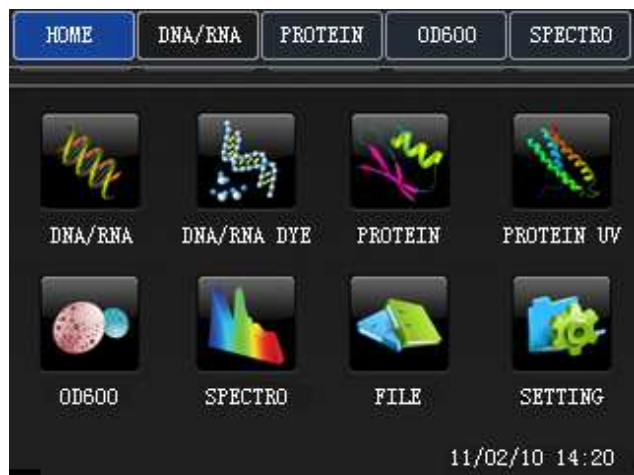 HOME DNA/RNA PROTEIN OD600 SPECTRO
DNA/RNA DNA/RNA DYE PROTEIN PROTEIN UV
OD600 SPECTRO FILE SETTING
11/02/10 14:20